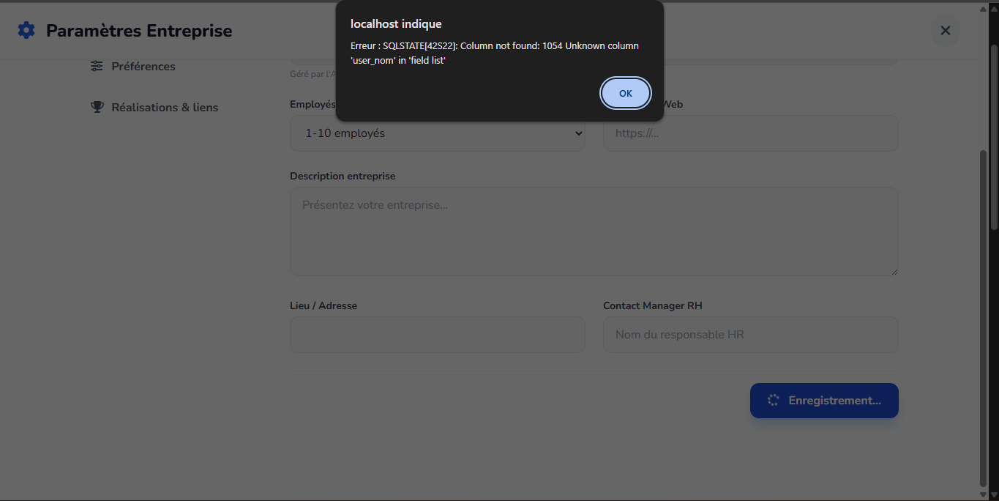 localhost indique
Erreur : SQLSTATE[42S22]: Column not found: 1054 Unknown column
'user_nom' in 'field list'
OK
Paramètres Entreprise
Préférences
Réalisations & liens
Géré par l'A
Employés
Web
1-10 employés
https://...
Description entreprise
Présentez votre entreprise...
Lieu / Adresse
Contact Manager RH
Nom du responsable HR
Enregistrement...